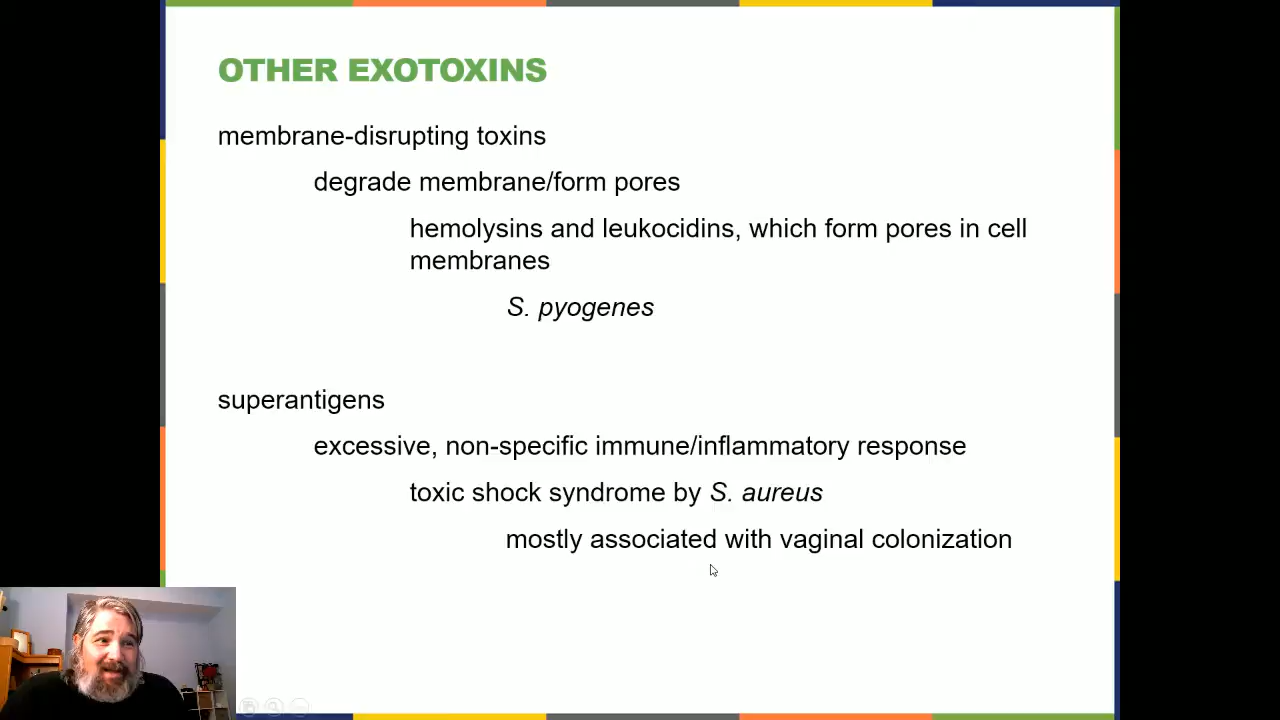 OTHER EXOTOXINS
membrane-disrupting toxins
degrade membrane/form pores
hemolysins and leukocidins, which form pores in cell
membranes
S. pyogenes
superantigens
excessive, non-specific immune/inflammatory response
toxic shock syndrome by S. aureus
mostly associated with vaginal colonization